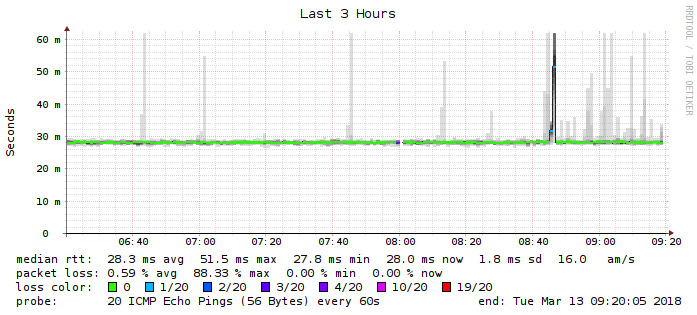 Last 3 Hours
RRDTOOL / TOBI OETIKER
Seconds
60 m
50 m
40 m
30 m
20 m
10 m
0
06:40 07:00 07:20 07:40 08:00 08:20 08:40 09:00 09:20
median rtt: 28.3 ms avg 51.5 ms max 27.8 ms min 28.0 ms now 1.8 ms sd 16.0 am/s
packet loss: 0.59 % avg 88.33 % max 0.00 % min 0.00 % now
loss color: 0 1/20 2/20 3/20 4/20 10/20 19/20
probe: 20 ICMP Echo Pings (56 Bytes) every 60s end: Tue Mar 13 09:20:05 2018